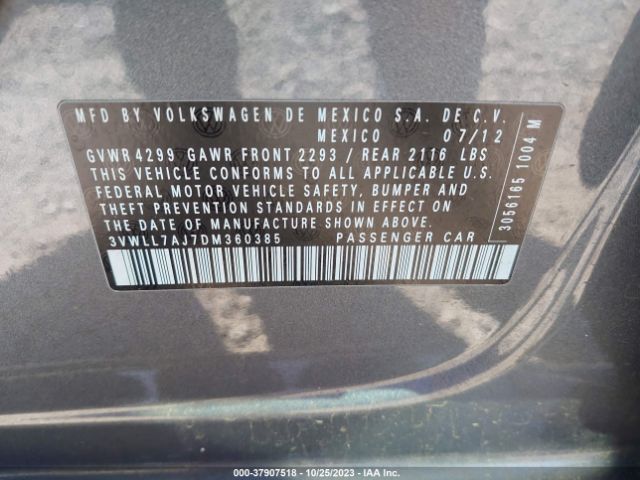 MFD BY VOLKSWAGEN DE MEXICO S.A. DE C.V.
MEXICO 07/12
GVWR 4299 GAWR FRONT 2293 / REAR 2116 LBS
THIS VEHICLE CONFORMS TO ALL APPLICABLE U.S.
FEDERAL MOTOR VEHICLE SAFETY, BUMPER AND
THEFT PREVENTION STANDARDS IN EFFECT ON
THE DATE OF MANUFACTURE SHOWN ABOVE.
3VWLL7AJ7DM360385 PASSENGER CAR
3056165 1004 M
000-37907518 - 10/25/2023 - IAA Inc.